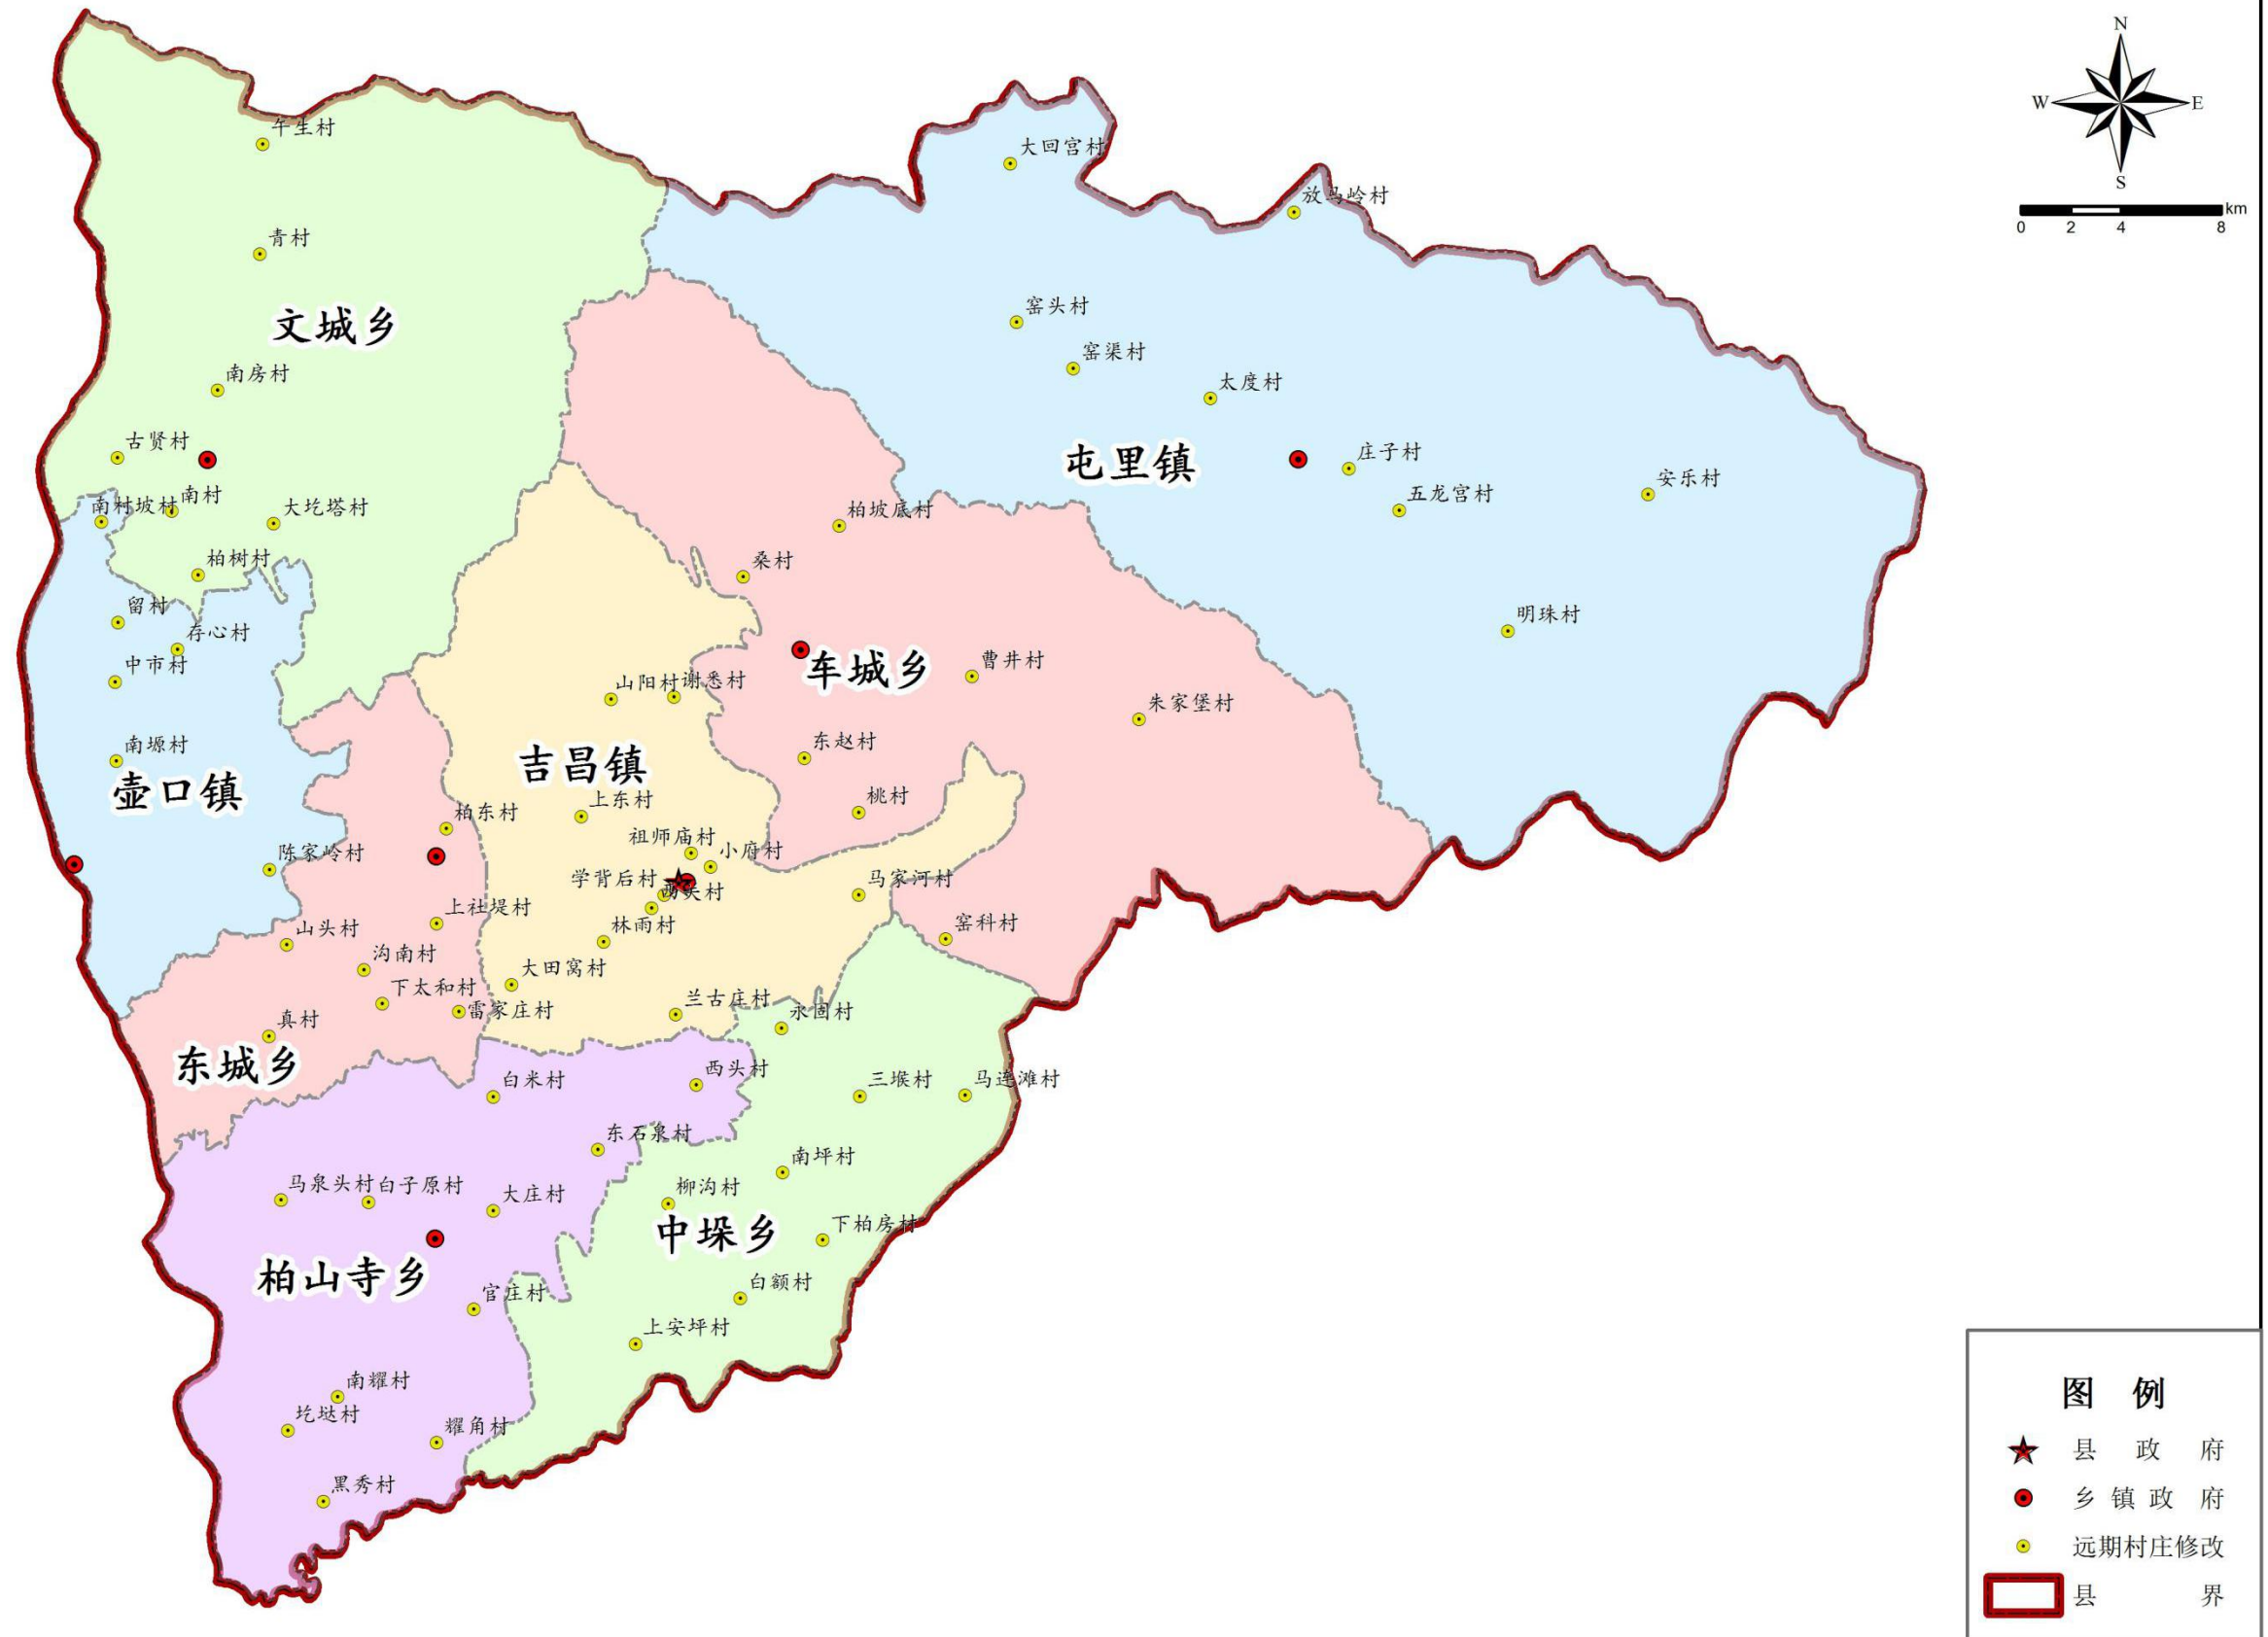 N
午生村
W
E
大回宫村
S
放马岭村
km
0
2
4
8
青村
窑头村
文城乡
窑渠村
南房村
太度村
古贤村
庄子村
屯里镇
安乐村
南村
五龙宫村
南村坡村
大圪塔村
柏坡底村
柏树村
桑村
留村
明珠村
存心村
中市村
曹井村
车城乡
山阳村
谢悉村
朱家堡村
南塬村
东赵村
吉昌镇
壶口镇
桃村
上东村
柏东村
祖师庙村
陈家岭村
小府村
学背后村
马家河村
上社堤村
林雨村
窑科村
山头村
沟南村
大田窝村
下太和村
兰古庄村
雷家庄村
永固村
真村
东城乡
西头村
白米村
三堠村
马连滩村
东石泉村
南坪村
马泉头村
白子原村
柳沟村
大庄村
下柏房村
中垛乡
柏山寺乡
白额村
官庄村
上安坪村
南耀村
圪垯村
耀角村
黑秀村
图 例
县 政 府
乡 镇 政 府
远期村庄修改
县 界